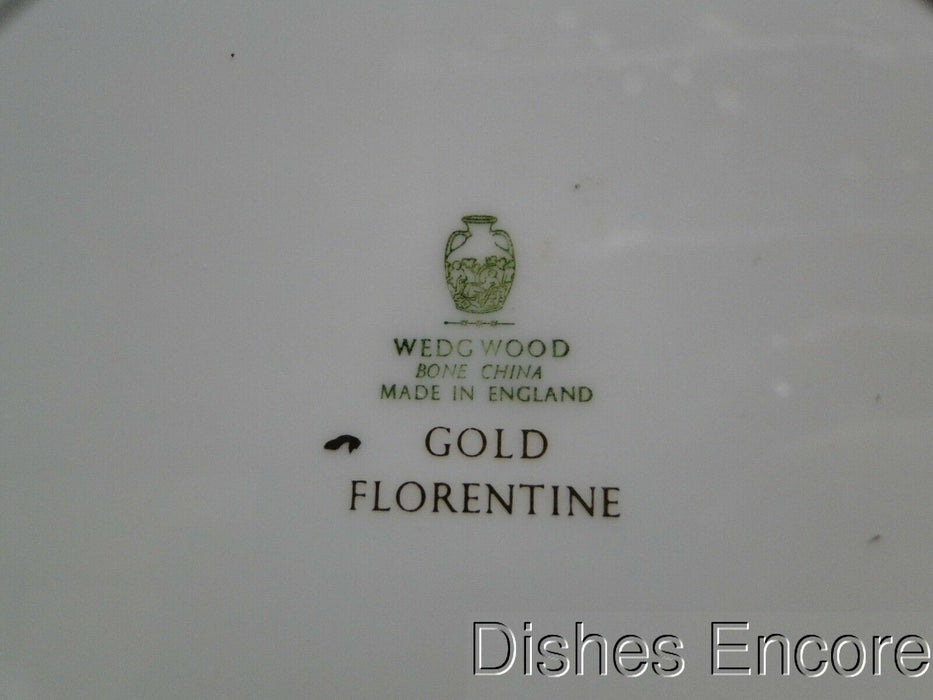 WEDGWOOD
BONE CHINA
MADE IN ENGLAND
GOLD
FLORENTINE
Dishes Encore